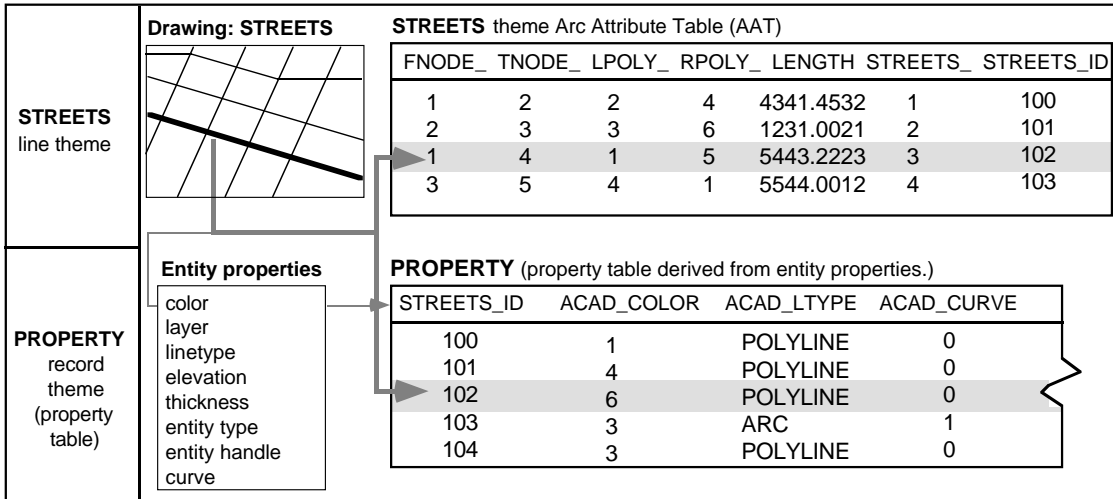 STREETS
line theme
Drawing: STREETS
STREETS theme Arc Attribute Table (AAT)
FNODE_ TNODE_ LPOLY_ RPOLY_ LENGTH STREETS_ STREETS_ID
1 2 2 4 4341.4532 1 100
2 3 3 6 1231.0021 2 101
1 4 1 5 5443.2223 3 102
3 5 4 1 5544.0012 4 103
PROPERTY
record
theme
(property
table)
Entity properties
color
layer
linetype
elevation
thickness
entity type
entity handle
curve
PROPERTY (property table derived from entity properties.)
STREETS_ID ACAD_COLOR ACAD_LTYPE ACAD_CURVE
100 1 POLYLINE 0
101 4 POLYLINE 0
102 6 POLYLINE 0
103 3 ARC 1
104 3 POLYLINE 0